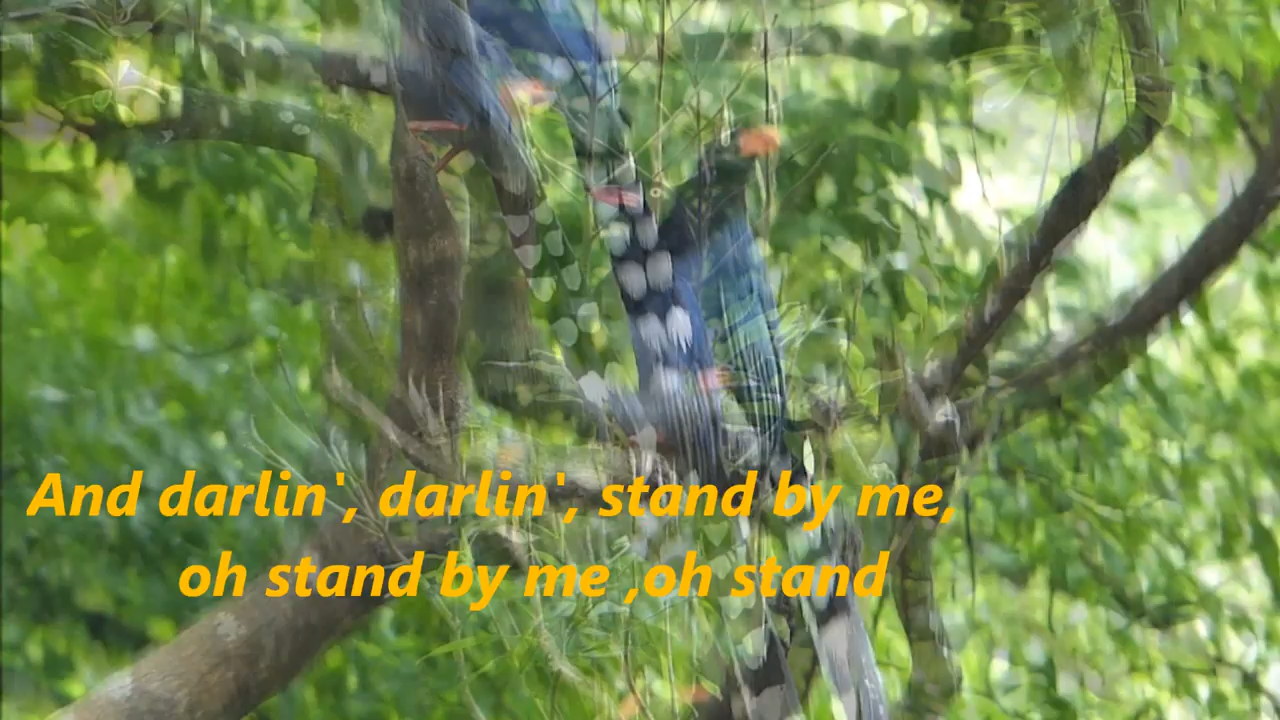 And darlin', darlin', stand by me,
oh stand by me ,oh stand